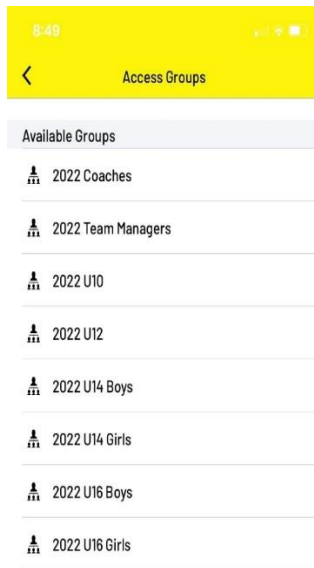 8:49
Access Groups
Available Groups
2022 Coaches
2022 Team Managers
2022 U10
2022 U12
2022 U14 Boys
2022 U14 Girls
2022 U16 Boys
2022 U16 Girls